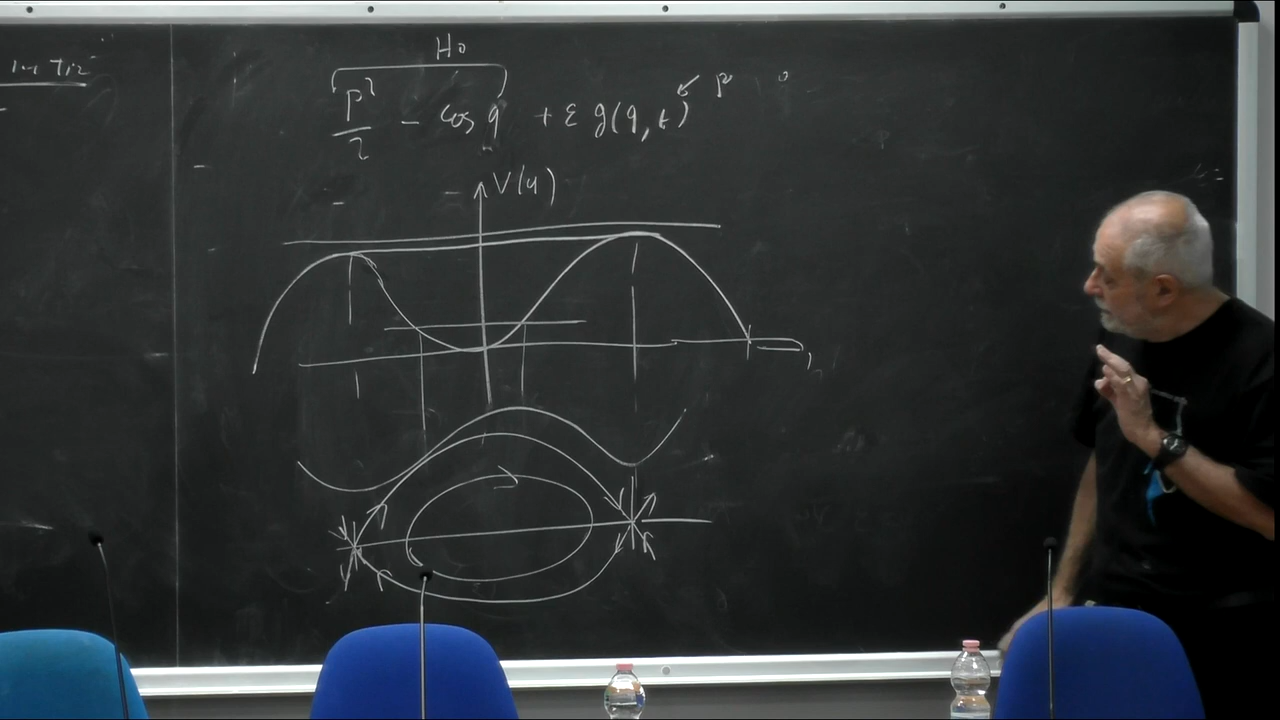 H₀
p²/2 - cos q + ε g(q, t) ↙ p
V(q)